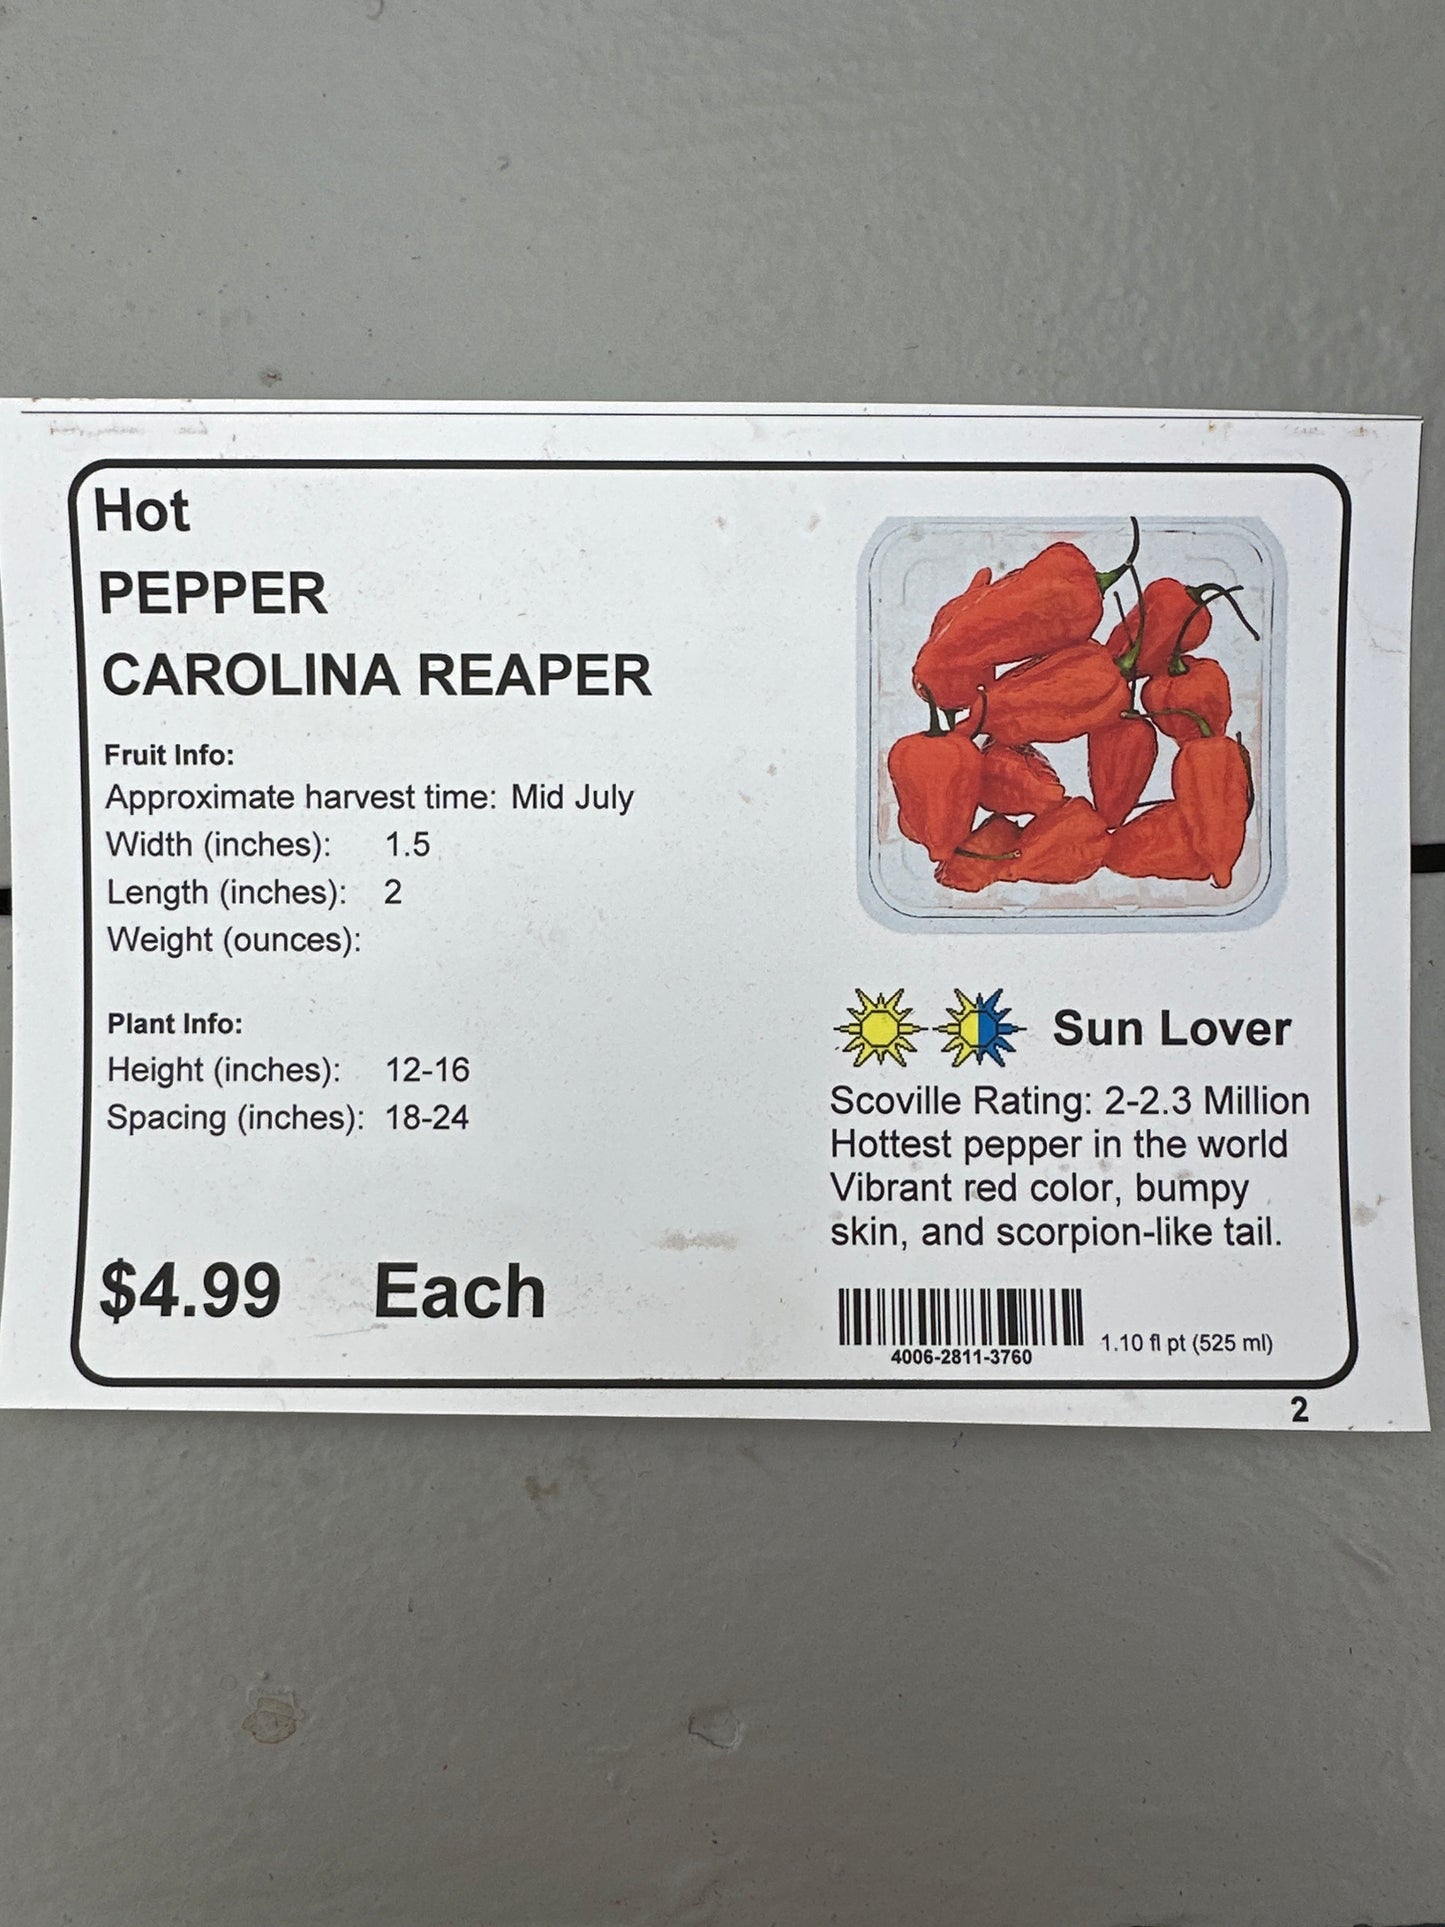 Hot
PEPPER
CAROLINA REAPER
Fruit Info:
Approximate harvest time: Mid July
Width (inches): 1.5
Length (inches): 2
Weight (ounces):
Plant Info:
Height (inches): 12-16
Spacing (inches): 18-24
$4.99 Each
Sun Lover
Scoville Rating: 2-2.3 Million
Hottest pepper in the world
Vibrant red color, bumpy
skin, and scorpion-like tail.
4006-2811-3760
1.10 fl pt (525 ml)
2